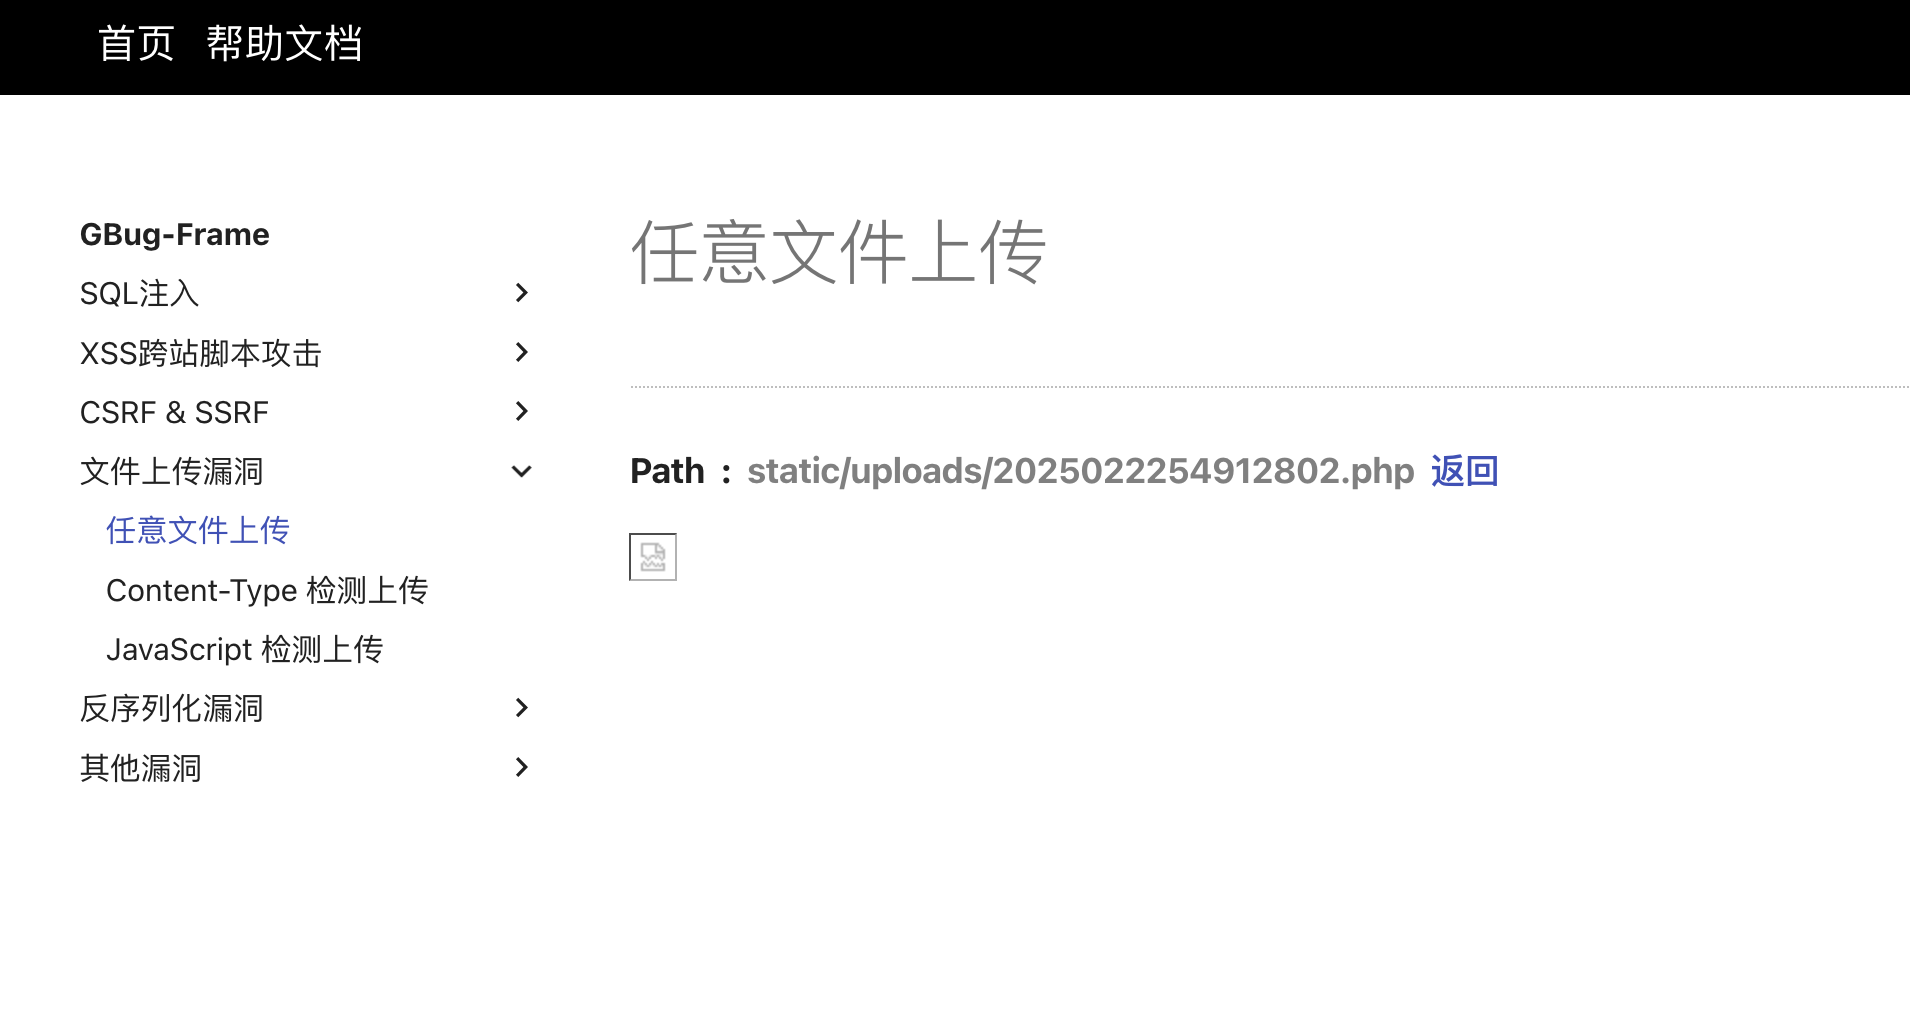 首页 帮助文档
GBug-Frame
SQL注入
XSS跨站脚本攻击
CSRF & SSRF
文件上传漏洞
任意文件上传
Content-Type 检测上传
JavaScript 检测上传
反序列化漏洞
其他漏洞
任意文件上传
Path : static/uploads/2025022254912802.php 返回